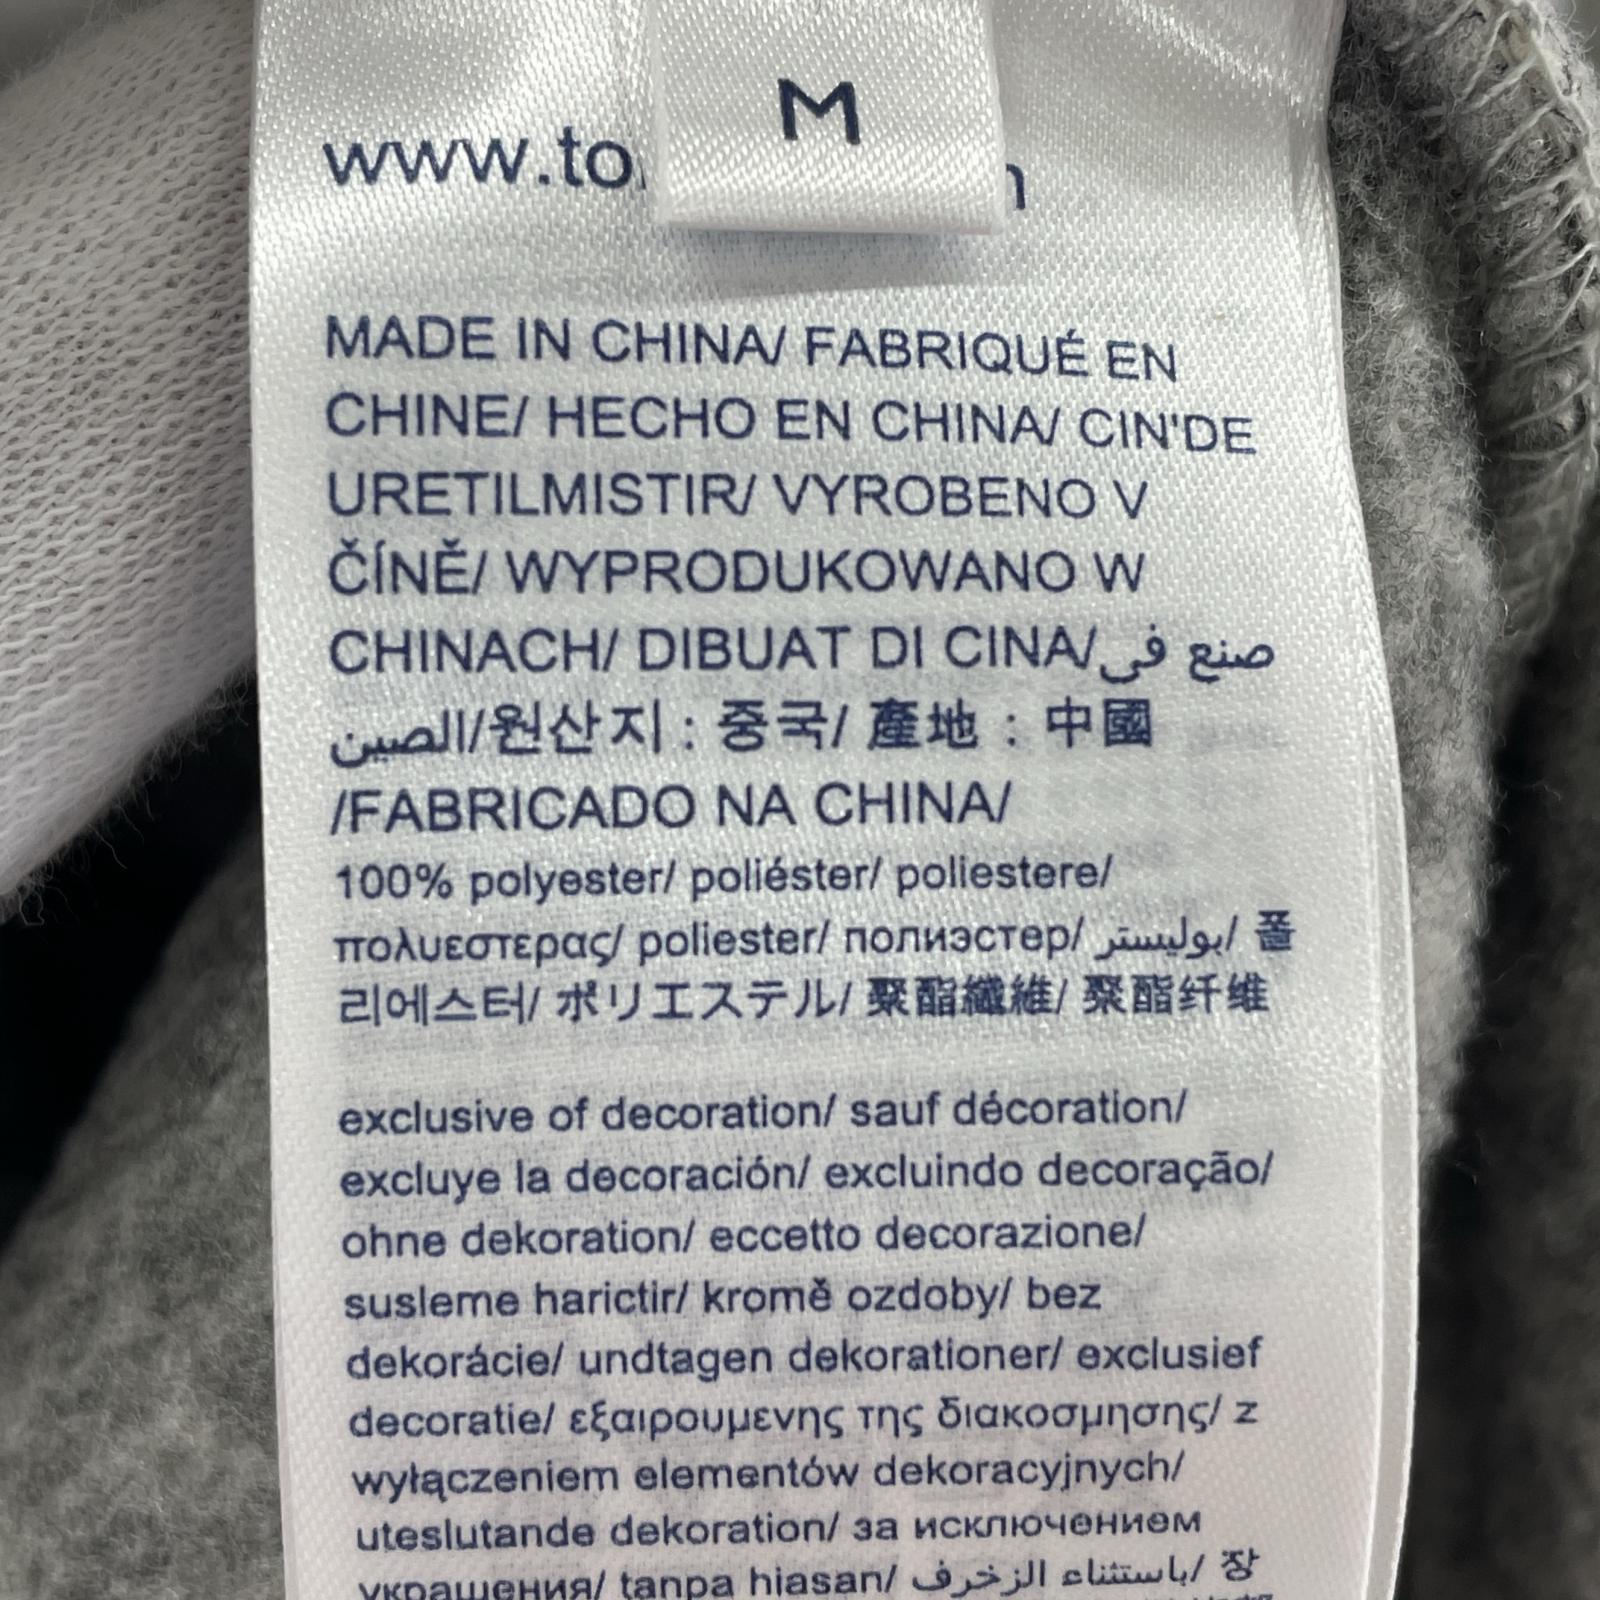 M
www.to
MADE IN CHINA/ FABRIQUÉ EN
CHINE/ HECHO EN CHINA/ CIN'DE
URETILMISTIR/ VYROBENO V
ČÍNĚ/ WYPRODUKOWANO W
CHINACH/ DIBUAT DI CINA/ صنع في
الصين/원산지 : 중국/ 產地 : 中國
/FABRICADO NA CHINA/
100% polyester/ poliéster/ poliestere/
πολυεστερας/ poliester/ полиэстер/ بوليستر/ 폴
리에스터/ ポリエステル/ 聚酯纖維/ 聚酯纤维
exclusive of decoration/ sauf décoration/
excluye la decoración/ excluindo decoração/
ohne dekoration/ eccetto decorazione/
susleme harictir/ kromě ozdoby/ bez
dekorácie/ undtagen dekorationer/ exclusief
decoratie/ εξαιρουμενης της διακοσμησης/ z
wyłączeniem elementów dekoracyjnych/
uteslutande dekoration/ за исключением
украшения/ tanpa hiasan/ باستثناء الزخرف/ 장